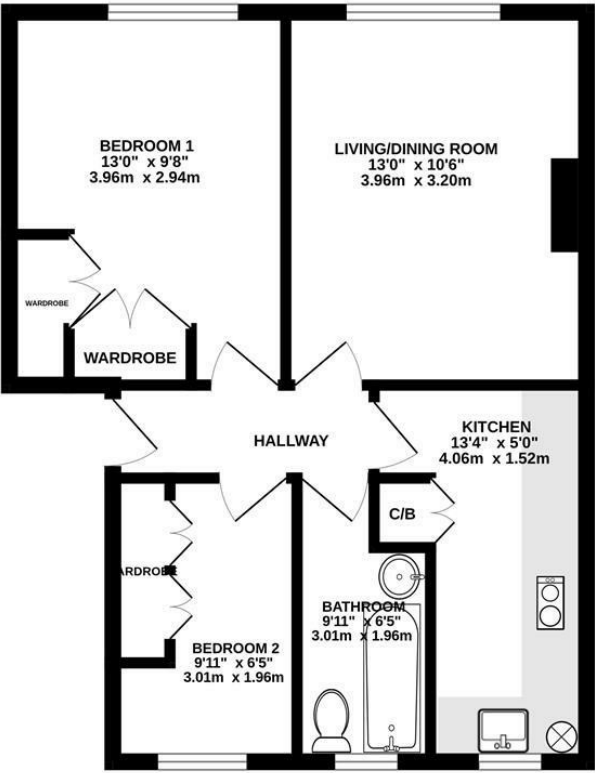 BEDROOM 1
13'0" x 9'8"
3.96m x 2.94m
LIVING/DINING ROOM
13'0" x 10'6"
3.96m x 3.20m
WARDROBE
WARDROBE
HALLWAY
KITCHEN
13'4" x 5'0"
4.06m x 1.52m
C/B
ARDROBE
BATHROOM
9'11" x 6'5"
3.01m x 1.96m
BEDROOM 2
9'11" x 6'5"
3.01m x 1.96m